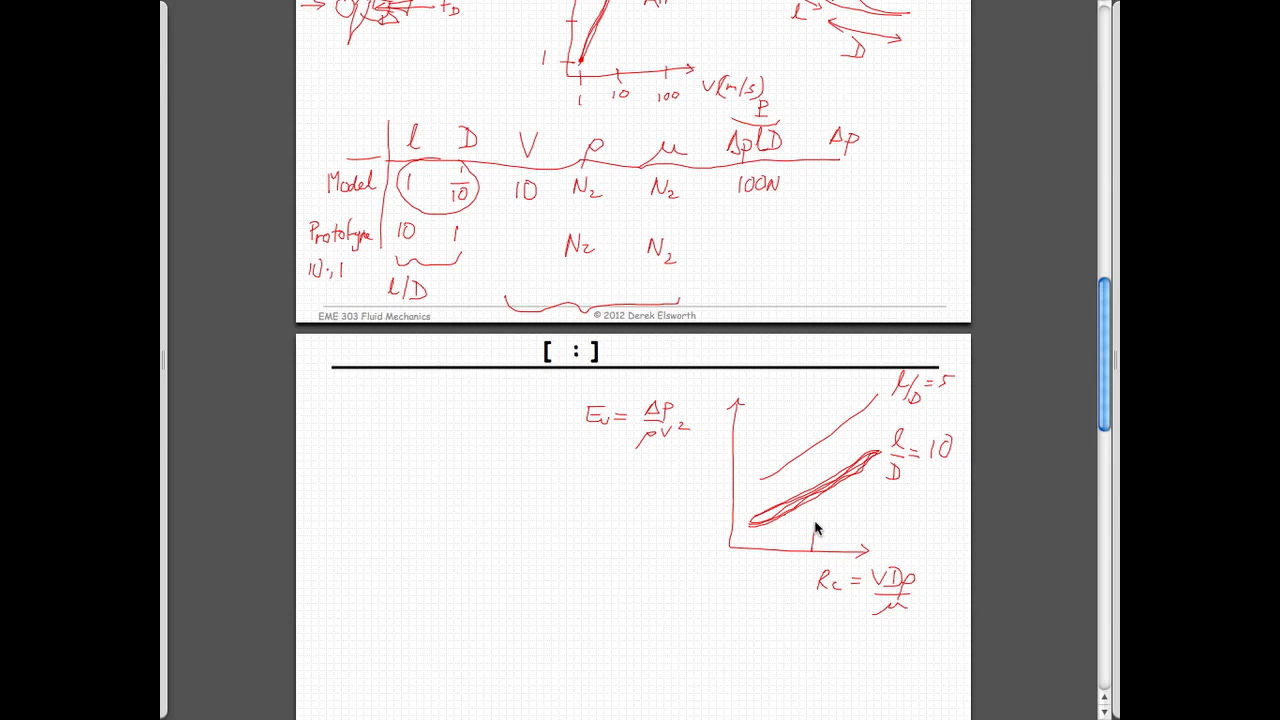 1
1 10 100 V(m/s)
l
D
P
l D V ρ μ ΔplD Δp
Model 1 1/10 10 N2 N2 100N
Prototype 10 1 N2 N2
10:1
l/D
EME 303 Fluid Mechanics © 2012 Derek Elsworth
[ : ]
l/D = 5
Eu = Δp/ρV²
l/D = 10
Re = VDρ/μ